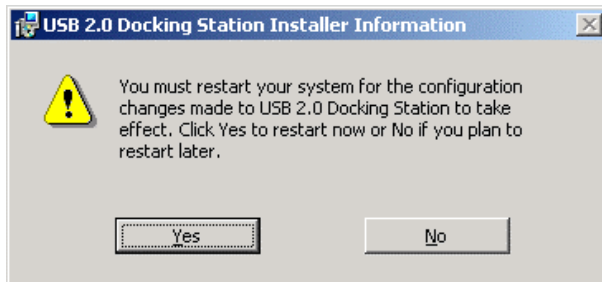 USB 2.0 Docking Station Installer Information
You must restart your system for the configuration
changes made to USB 2.0 Docking Station to take
effect. Click Yes to restart now or No if you plan to
restart later.
Yes
No